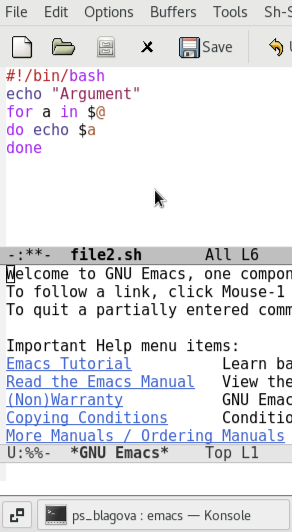 File Edit Options Buffers Tools Sh-S
Save
#!/bin/bash
echo "Argument"
for a in $@
do echo $a
done
-:**- file2.sh All L6
Welcome to GNU Emacs, one compon
To follow a link, click Mouse-1
To quit a partially entered comm
Important Help menu items:
Emacs Tutorial Learn ba
Read the Emacs Manual View the
(Non)Warranty GNU Emac
Copying Conditions Conditio
More Manuals / Ordering Manuals
U:%%- *GNU Emacs* Top L1
ps_blagova : emacs — Konsole